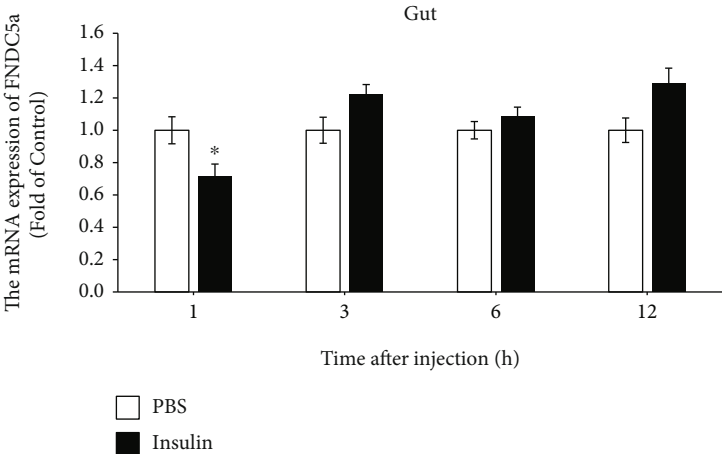 Gut
The mRNA expression of FNDC5a
(Fold of Control)
1.6
1.4
1.2
1.0
0.8
0.6
0.4
0.2
0.0
*
1 3 6 12
Time after injection (h)
PBS
Insulin